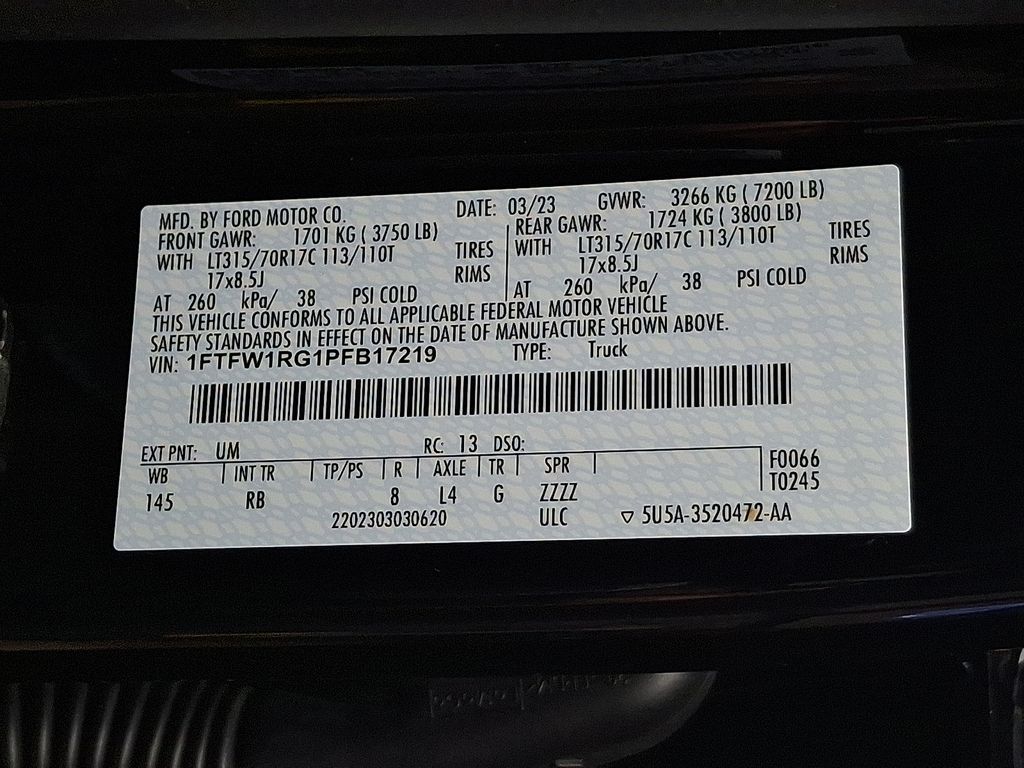 MFD. BY FORD MOTOR CO. DATE: 03/23 GVWR: 3266 KG ( 7200 LB)
FRONT GAWR: 1701 KG ( 3750 LB) REAR GAWR: 1724 KG ( 3800 LB)
WITH LT315/70R17C 113/110T TIRES WITH LT315/70R17C 113/110T TIRES
17x8.5J RIMS 17x8.5J RIMS
AT 260 kPa/ 38 PSI COLD AT 260 kPa/ 38 PSI COLD
THIS VEHICLE CONFORMS TO ALL APPLICABLE FEDERAL MOTOR VEHICLE
SAFETY STANDARDS IN EFFECT ON THE DATE OF MANUFACTURE SHOWN ABOVE.
VIN: 1FTFW1RG1PFB17219 TYPE: Truck
EXT PNT: UM RC: 13 DSO:
WB INT TR TP/PS R AXLE TR SPR F0066
145 RB 8 L4 G ZZZZ T0245
2202303030620 ULC ▽ 5U5A-3520472-AA